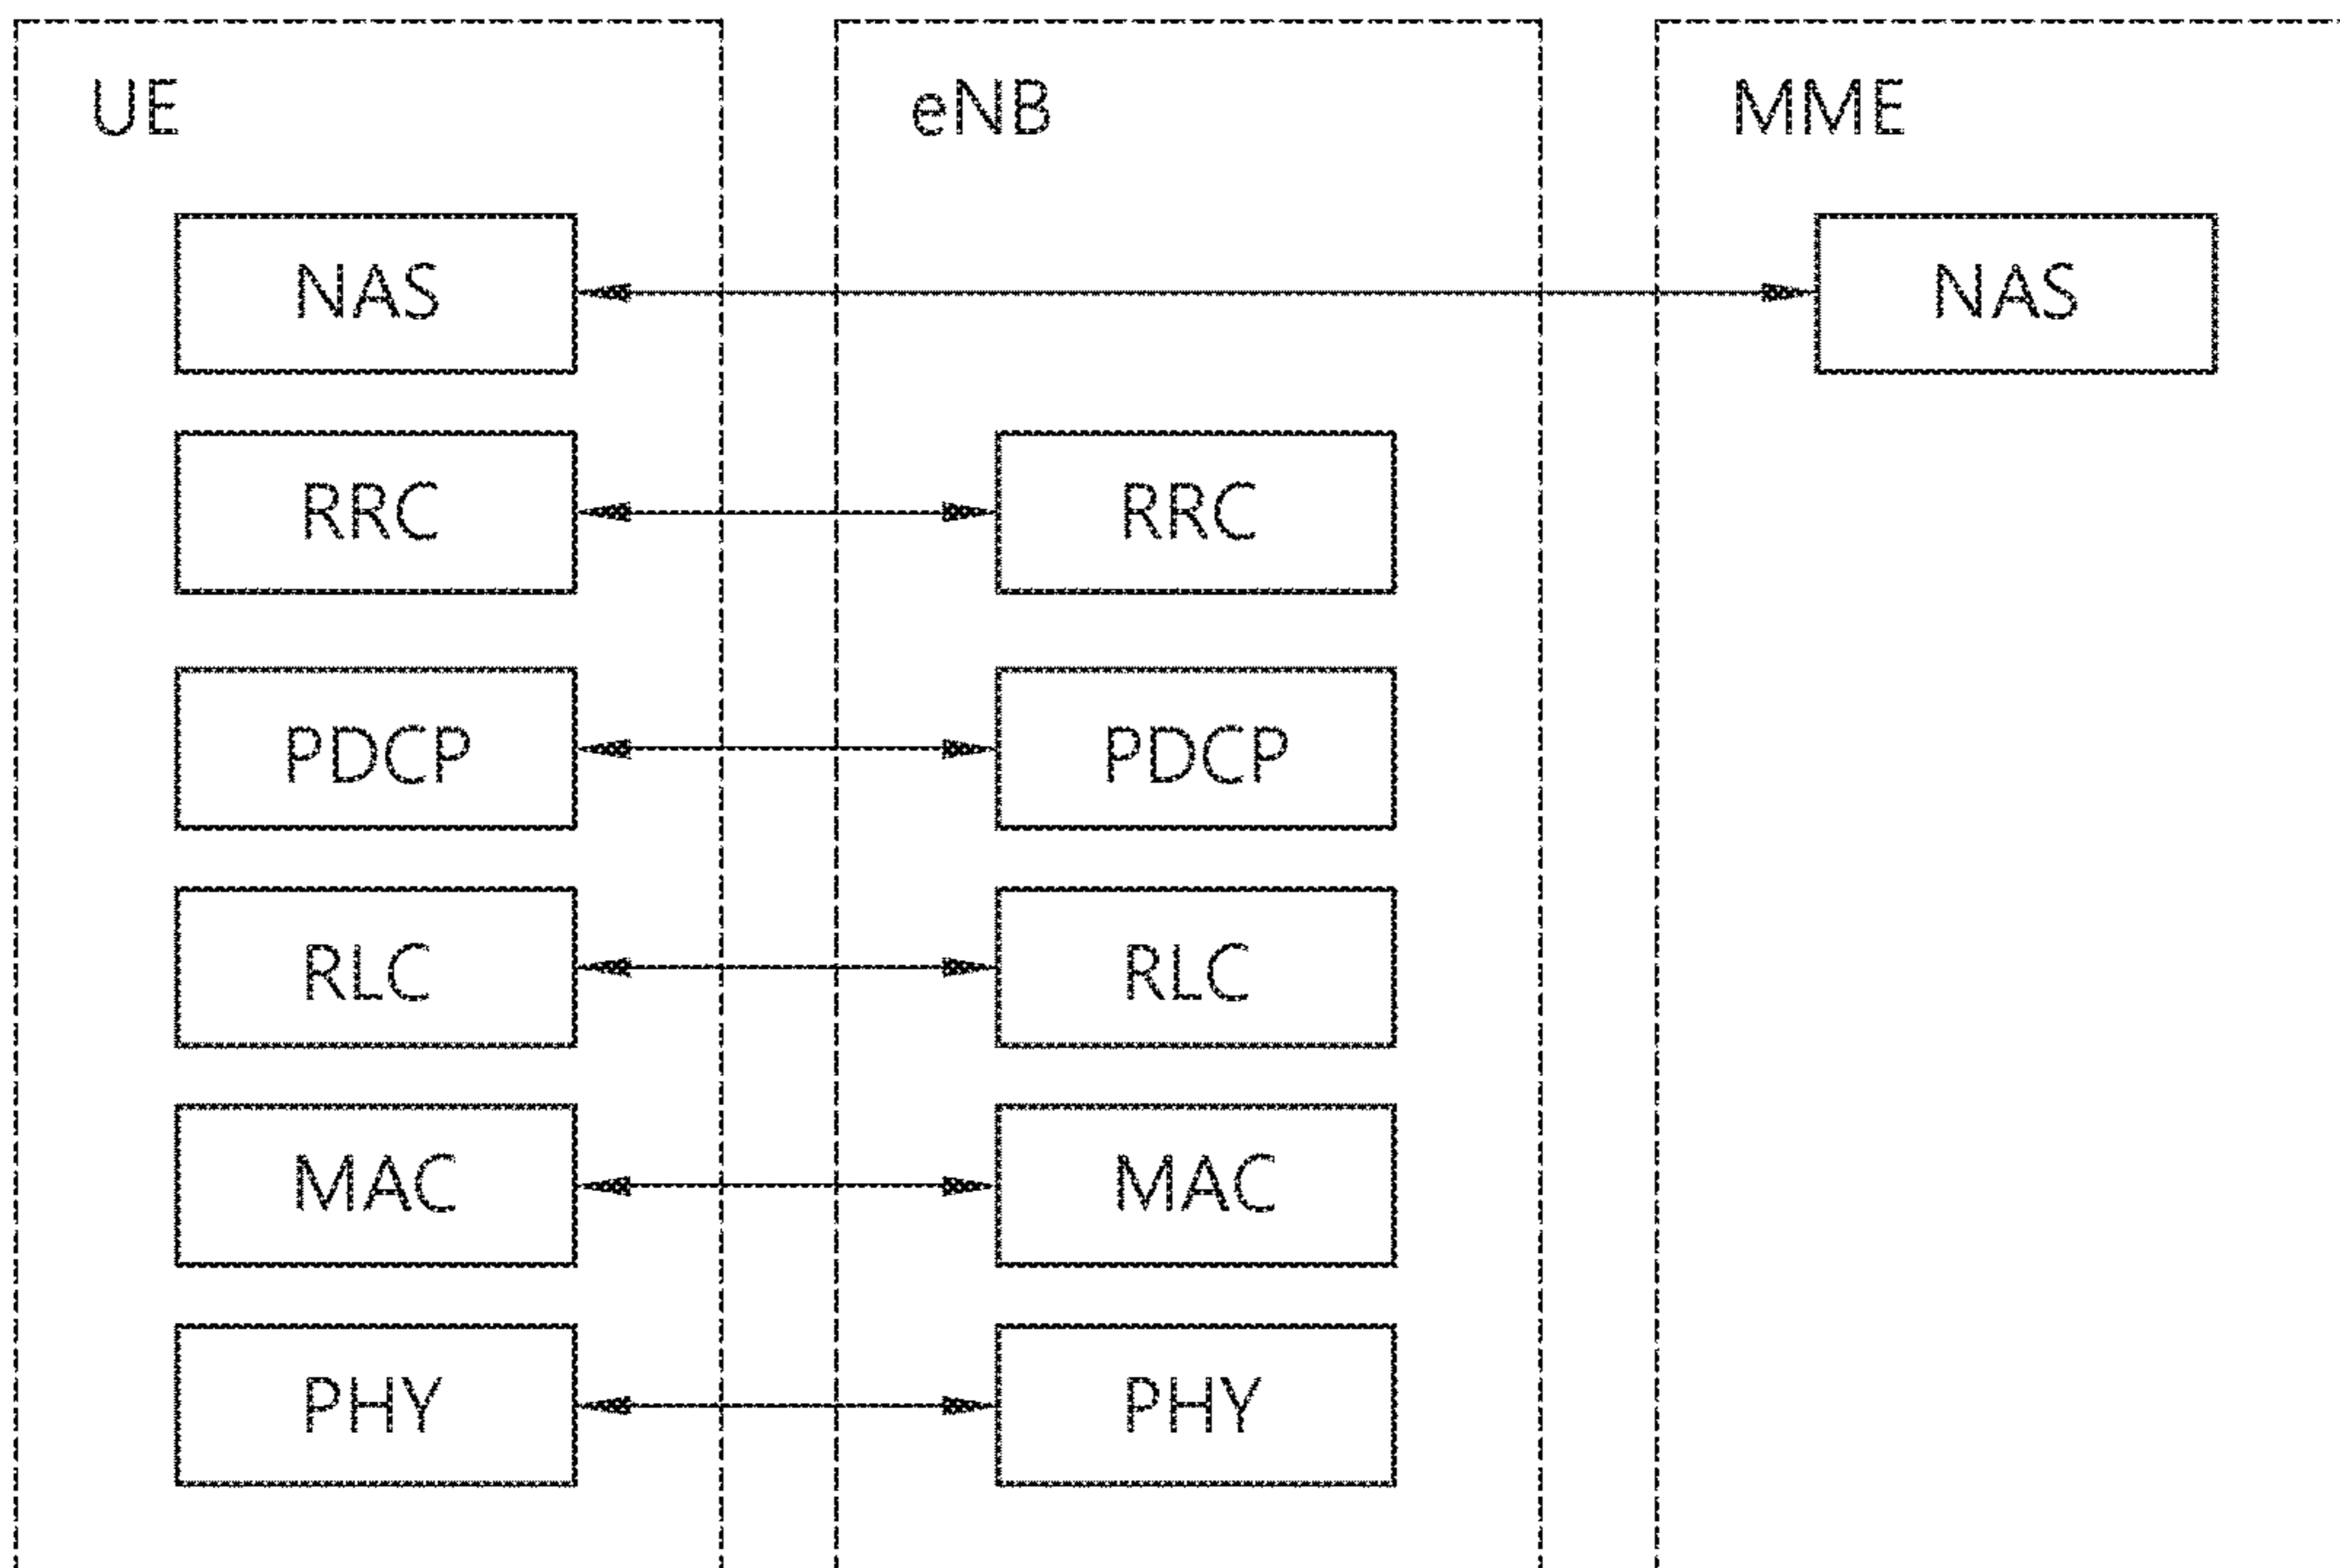 UE eNB MME
NAS NAS
RRC RRC
PDCP PDCP
RLC RLC
MAC MAC
PHY PHY